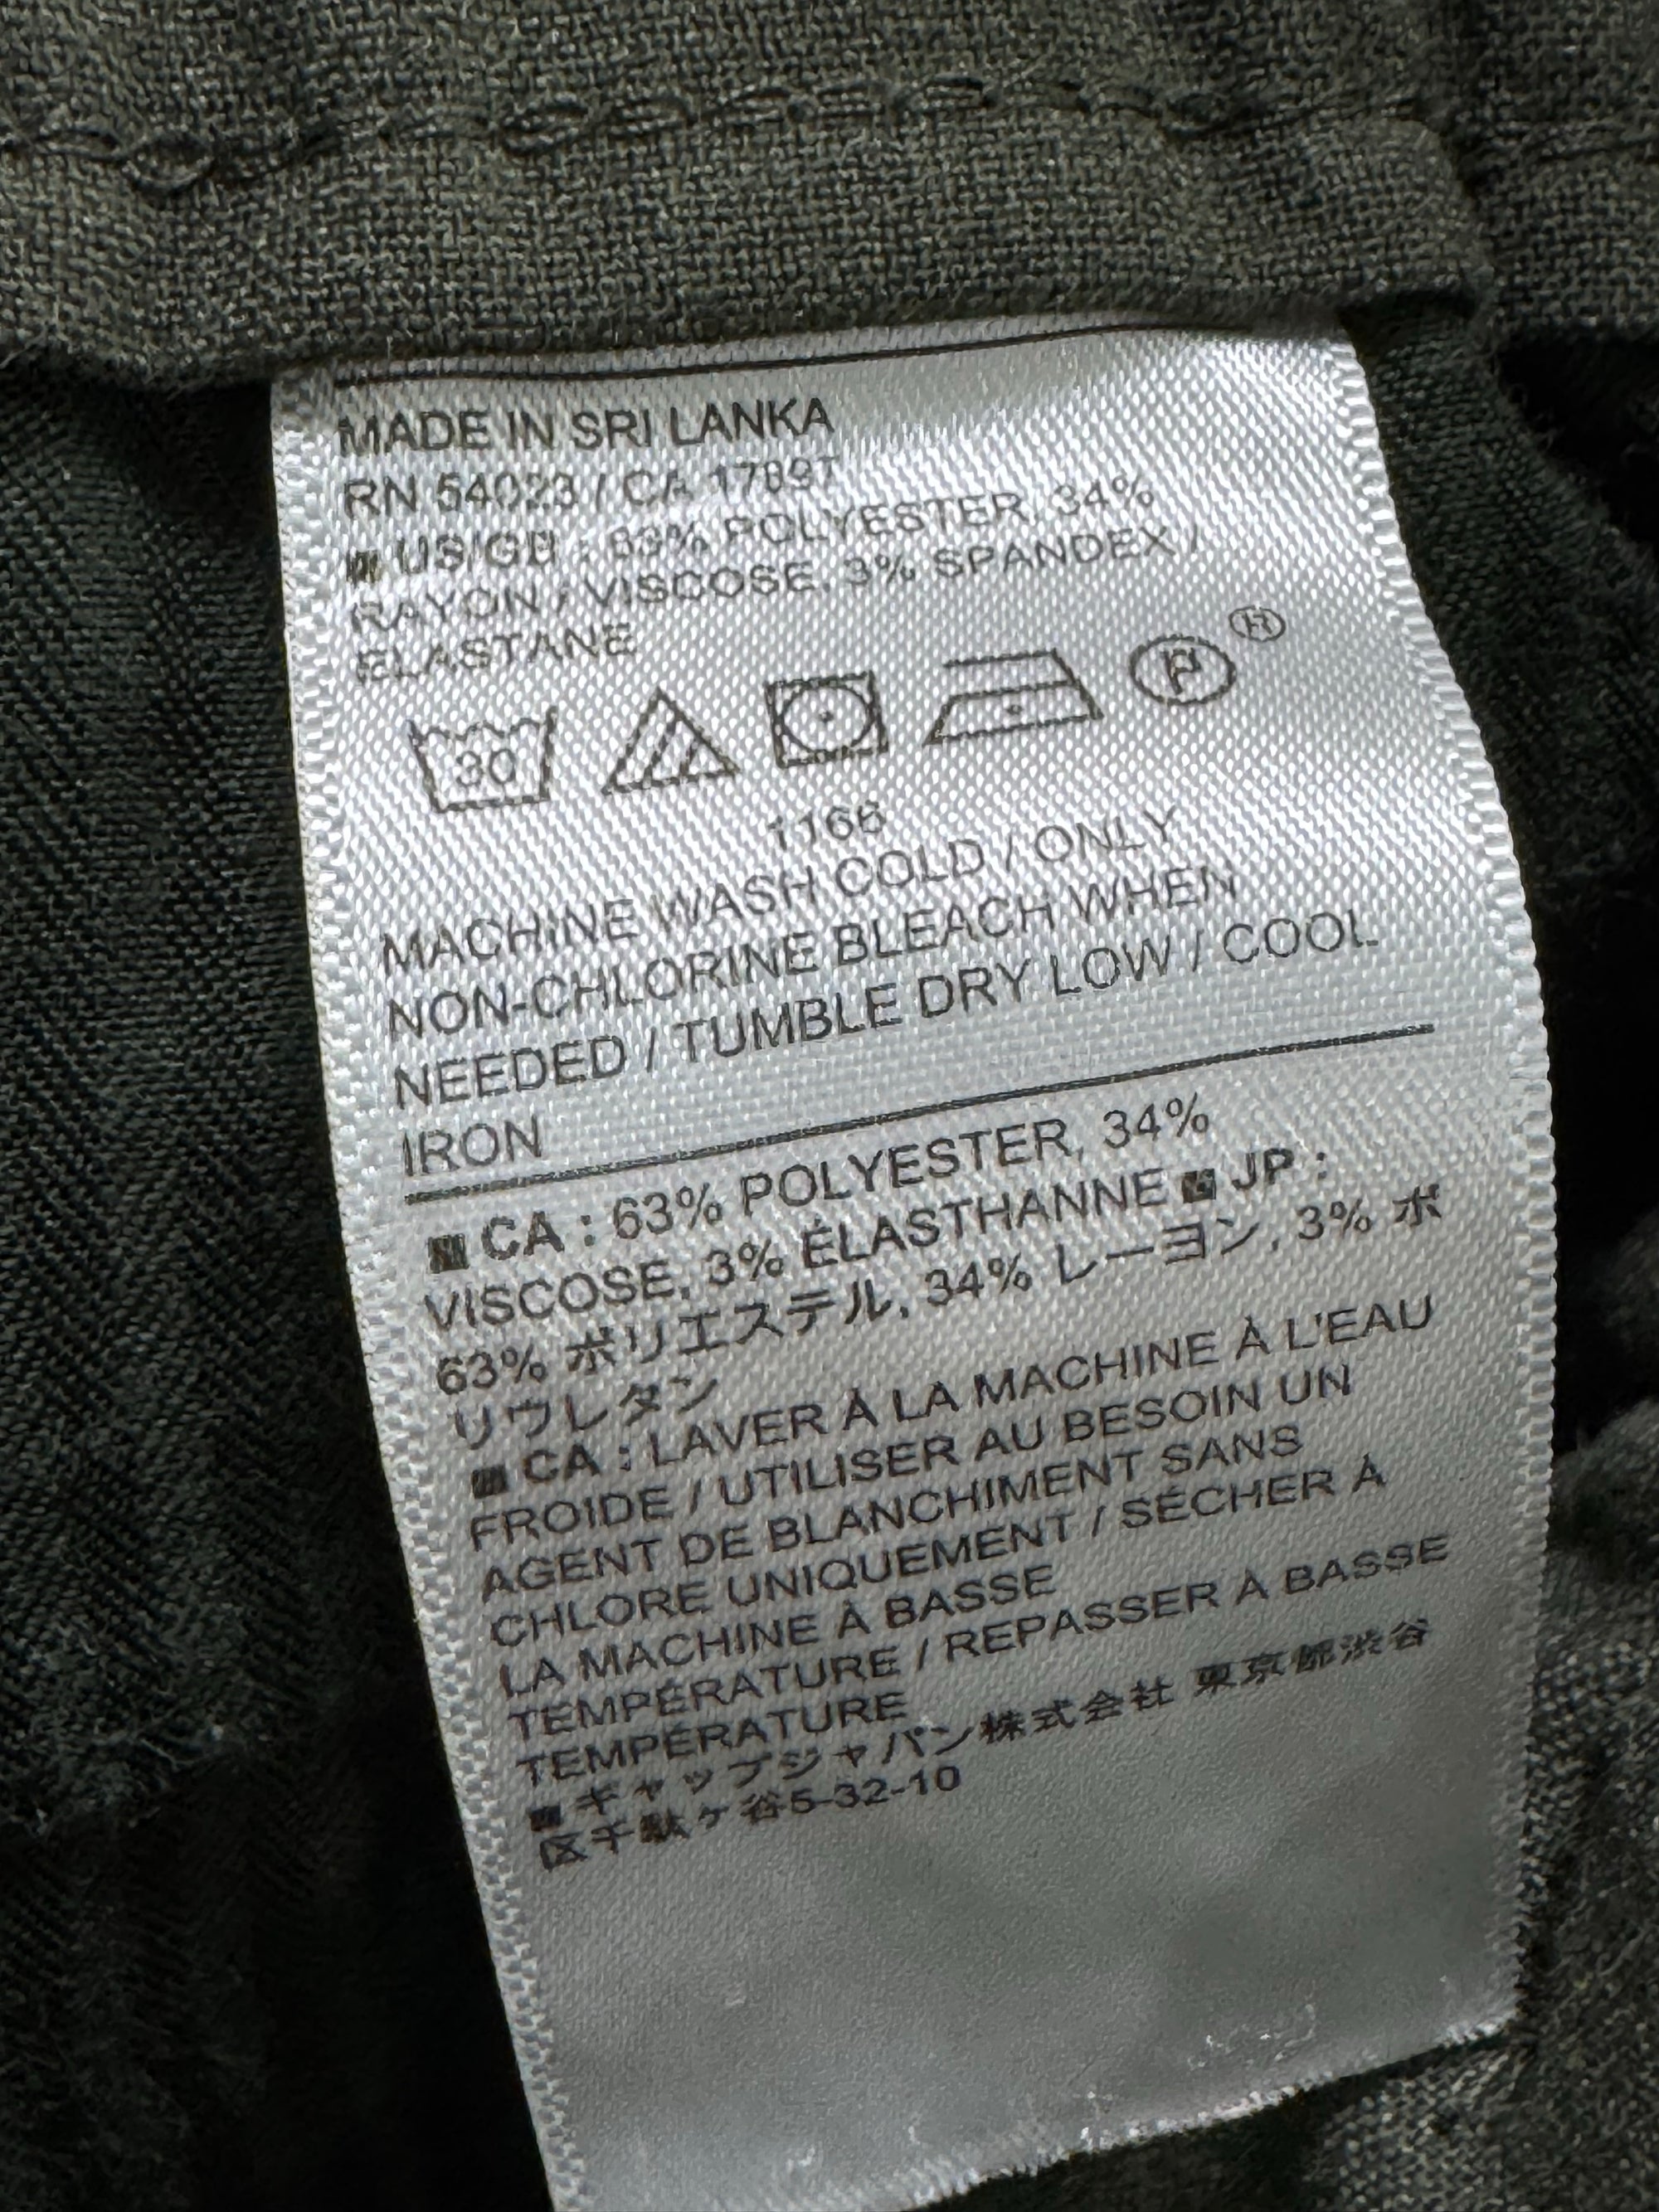 MADE IN SRI LANKA
RN 54023 / CA 17897
■ US/GB : 63% POLYESTER, 34%
RAYON / VISCOSE, 3% SPANDEX /
ELASTANE
30
P ®
1166
MACHINE WASH COLD / ONLY
NON-CHLORINE BLEACH WHEN
NEEDED / TUMBLE DRY LOW / COOL
IRON
■ CA : 63% POLYESTER, 34%
VISCOSE, 3% ÉLASTHANNE ■ JP :
63% ポリエステル, 34% レーヨン, 3% ポ
リウレタン
■ CA : LAVER À LA MACHINE À L'EAU
FROIDE / UTILISER AU BESOIN UN
AGENT DE BLANCHIMENT SANS
CHLORE UNIQUEMENT / SÉCHER À
LA MACHINE À BASSE
TEMPÉRATURE / REPASSER À BASSE
TEMPÉRATURE
■ ギャップジャパン株式会社 東京都渋谷
区千駄ヶ谷5-32-10